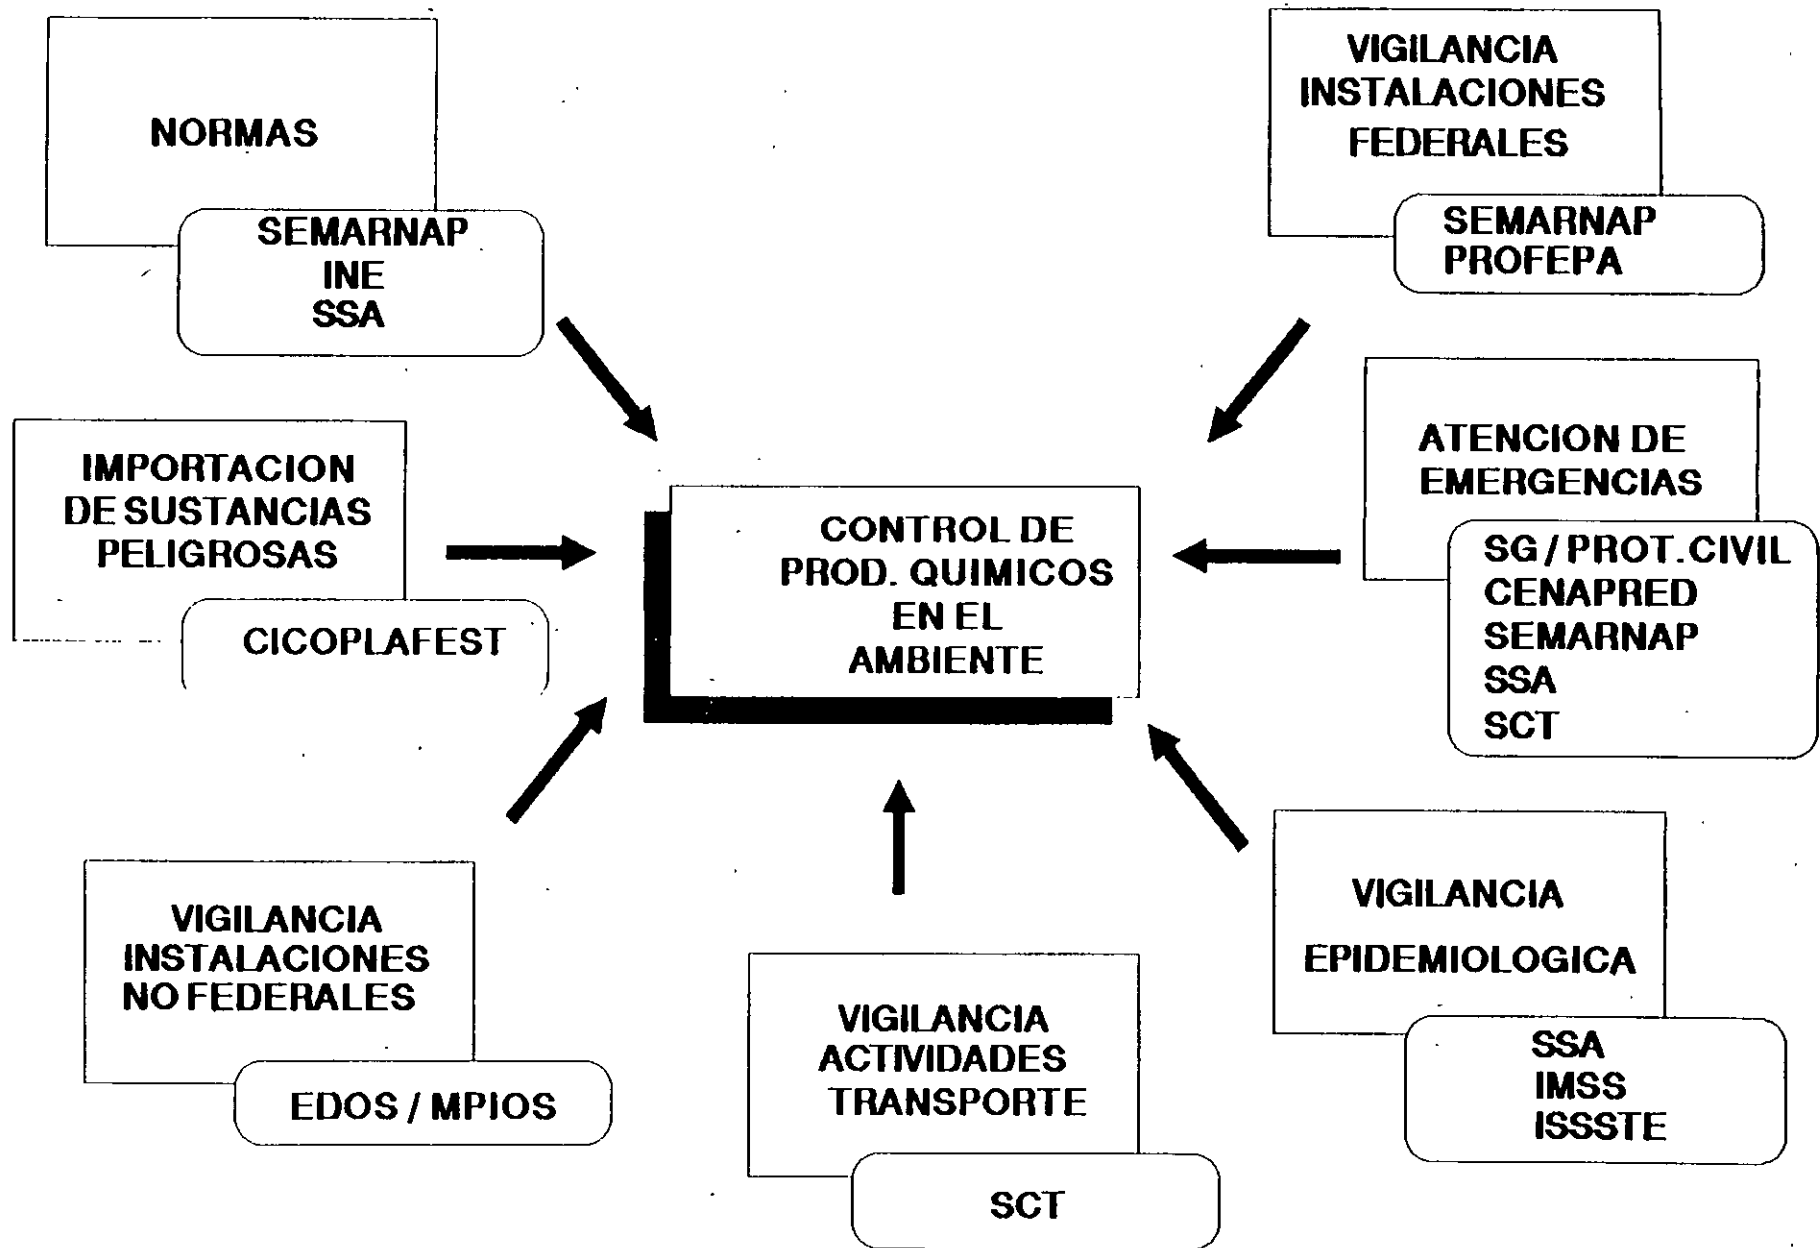 NORMAS
SEMARNAP
INE
SSA
VIGILANCIA
INSTALACIONES
FEDERALES
SEMARNAP
PROFEPA
IMPORTACION
DE SUSTANCIAS
PELIGROSAS
CICOPLAFEST
CONTROL DE
PROD. QUIMICOS
EN EL
AMBIENTE
ATENCION DE
EMERGENCIAS
SG / PROT. CIVIL
CENAPRED
SEMARNAP
SSA
SCT
VIGILANCIA
INSTALACIONES
NO FEDERALES
EDOS / MPIOS
VIGILANCIA
ACTIVIDADES
TRANSPORTE
SCT
VIGILANCIA
EPIDEMIOLOGICA
SSA
IMSS
ISSSTE